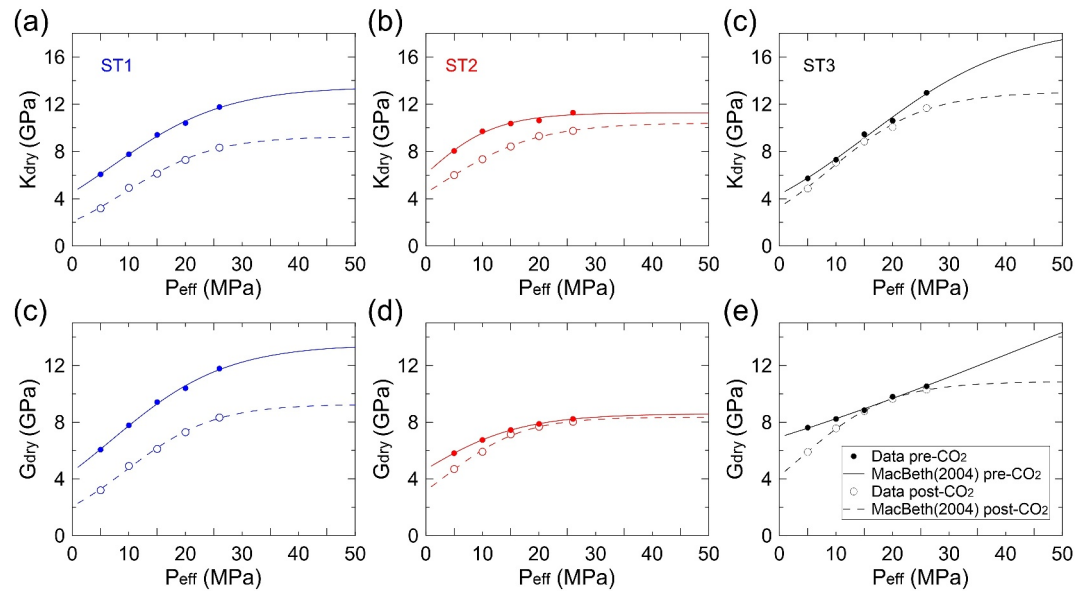 (a)
ST1
Kdry (GPa)
16
12
8
4
0
0 10 20 30 40 50
Peff (MPa)
(b)
ST2
Kdry (GPa)
16
12
8
4
0
0 10 20 30 40 50
Peff (MPa)
(c)
ST3
Kdry (GPa)
16
12
8
4
0
0 10 20 30 40 50
Peff (MPa)
(c)
Gdry (GPa)
12
8
4
0
0 10 20 30 40 50
Peff (MPa)
(d)
Gdry (GPa)
12
8
4
0
0 10 20 30 40 50
Peff (MPa)
(e)
Gdry (GPa)
12
8
4
0
Data pre-CO2
MacBeth(2004) pre-CO2
Data post-CO2
MacBeth(2004) post-CO2
0 10 20 30 40 50
Peff (MPa)